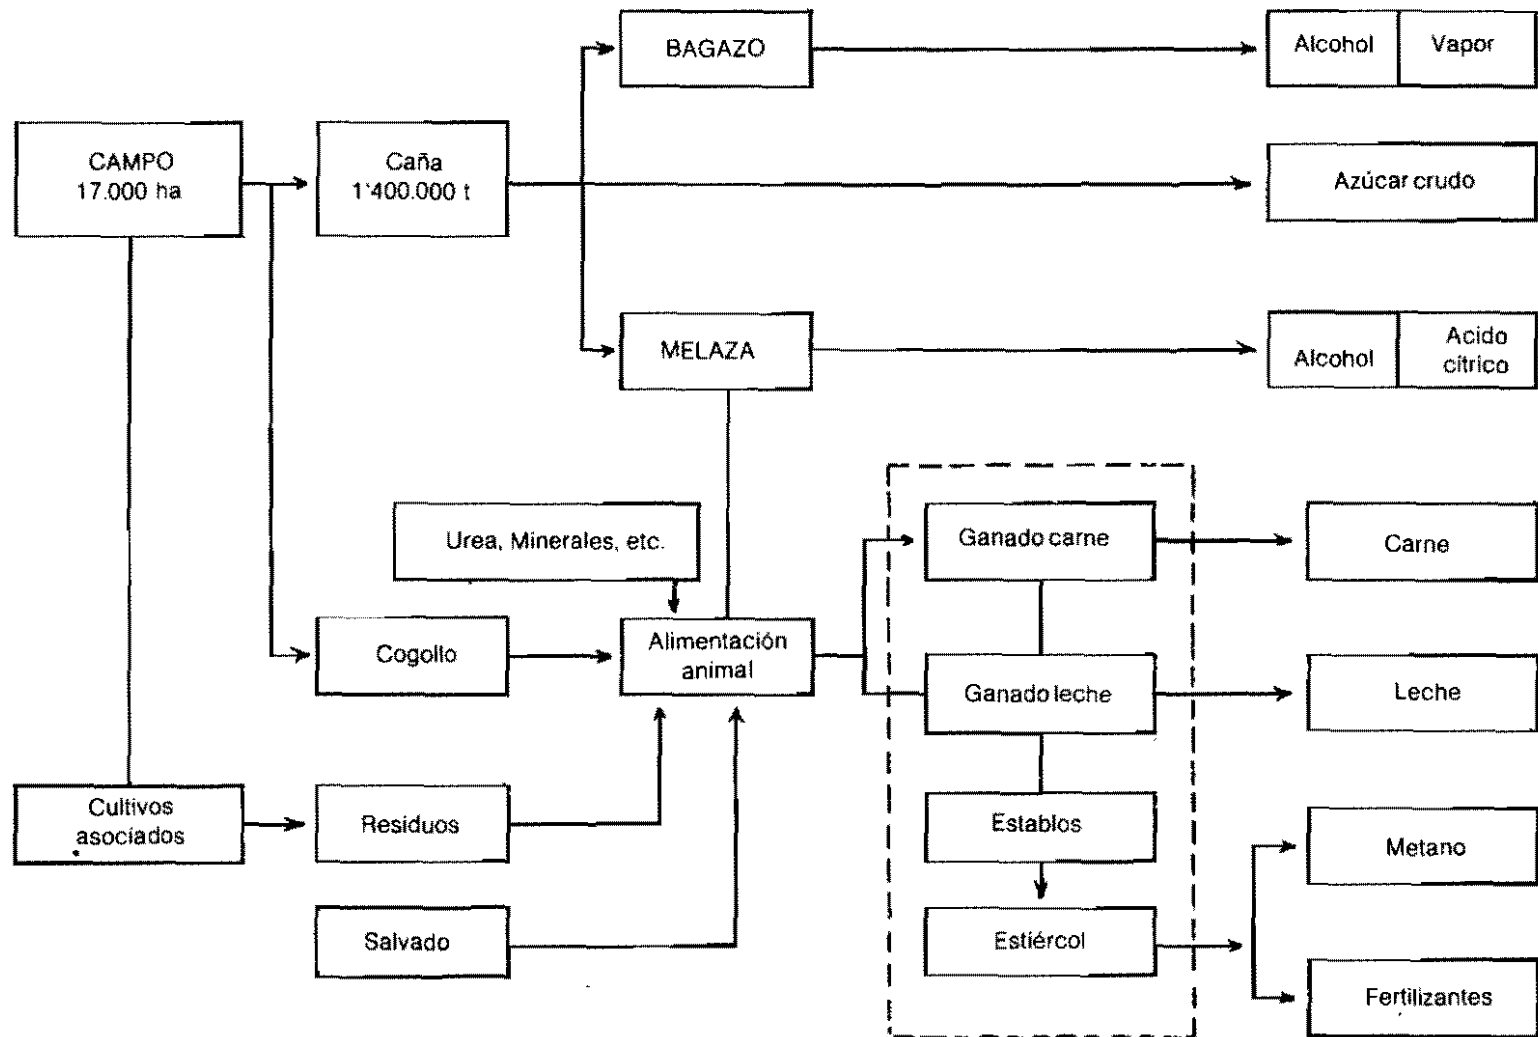 BAGAZO
Alcohol
Vapor
CAMPO
17.000 ha
Caña
1'400.000 t
Azúcar crudo
MELAZA
Alcohol
Acido
cítrico
Urea, Minerales, etc.
Ganado carne
Carne
Cogollo
Alimentación
animal
Ganado leche
Leche
Cultivos
asociados
Residuos
Establos
Metano
Salvado
Estiércol
Fertilizantes